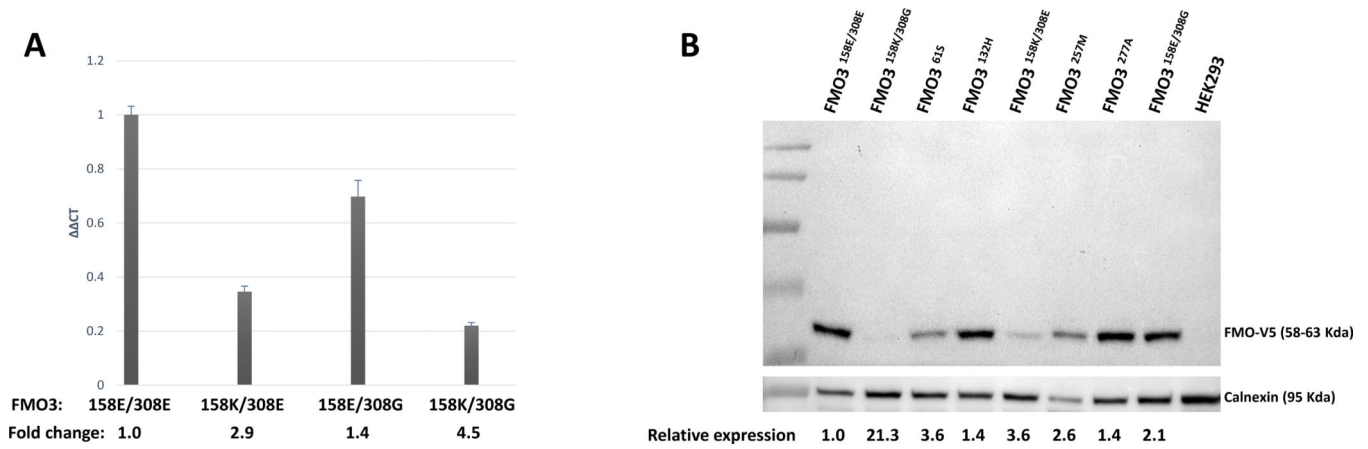 A
1.2
1
0.8
0.6
0.4
0.2
0
ΔΔCT
FMO3: 158E/308E 158K/308E 158E/308G 158K/308G
Fold change: 1.0 2.9 1.4 4.5
B
FMO3 158E/308E
FMO3 158K/308G
FMO3 61S
FMO3 132H
FMO3 158K/308E
FMO3 257M
FMO3 277A
FMO3 158E/308G
HEK293
FMO-V5 (58-63 Kda)
Calnexin (95 Kda)
Relative expression 1.0 21.3 3.6 1.4 3.6 2.6 1.4 2.1